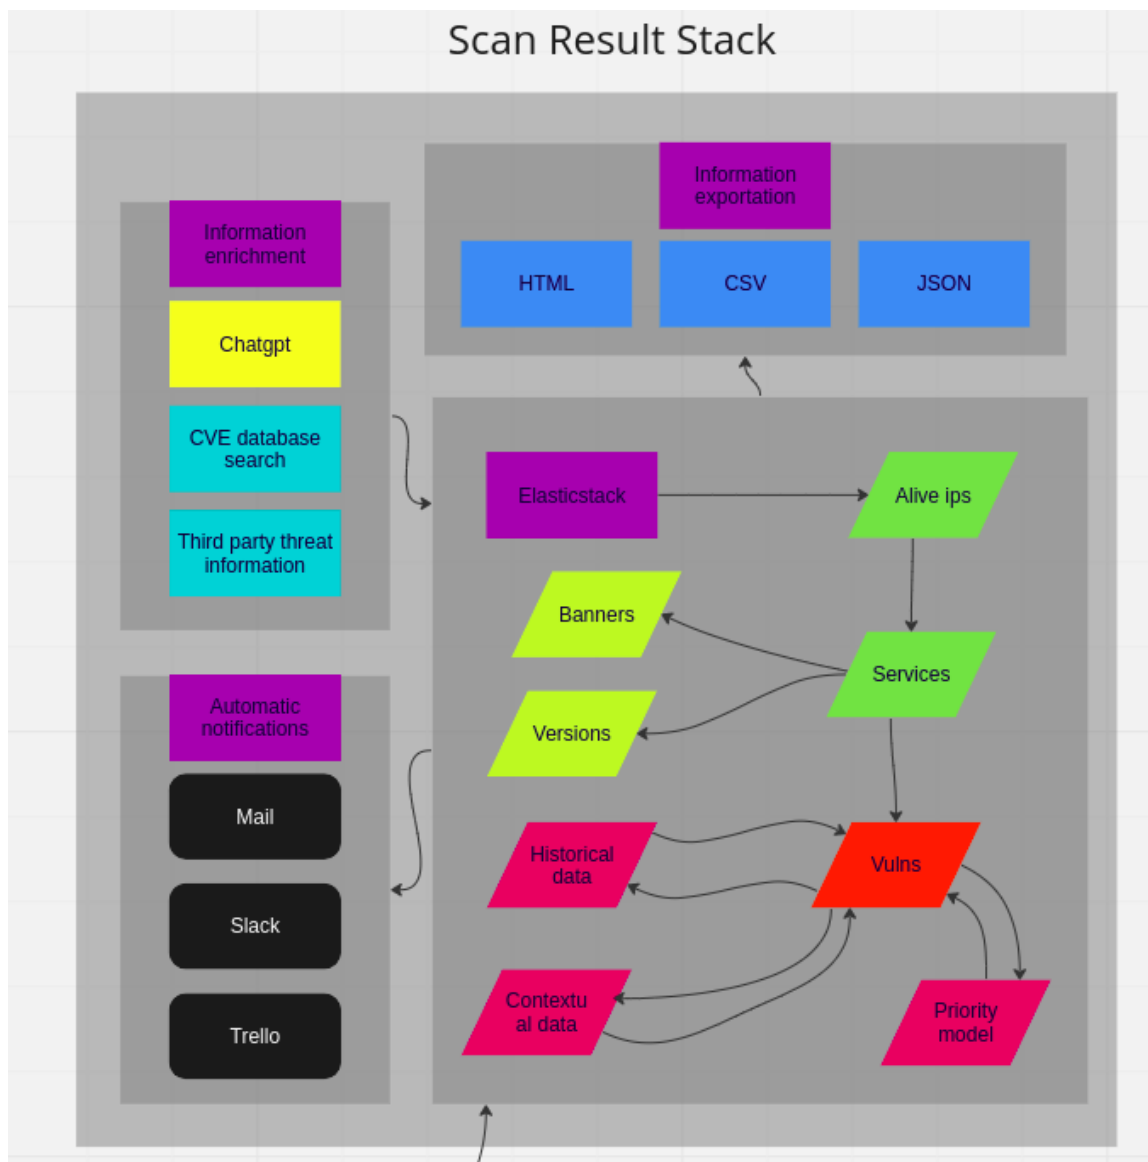 Scan Result Stack
Information
exportation
HTML
CSV
JSON
Information
enrichment
Chatgpt
CVE database
search
Third party threat
information
Automatic
notifications
Mail
Slack
Trello
Elasticstack
Alive ips
Banners
Services
Versions
Historical
data
Vulns
Contextu
al data
Priority
model